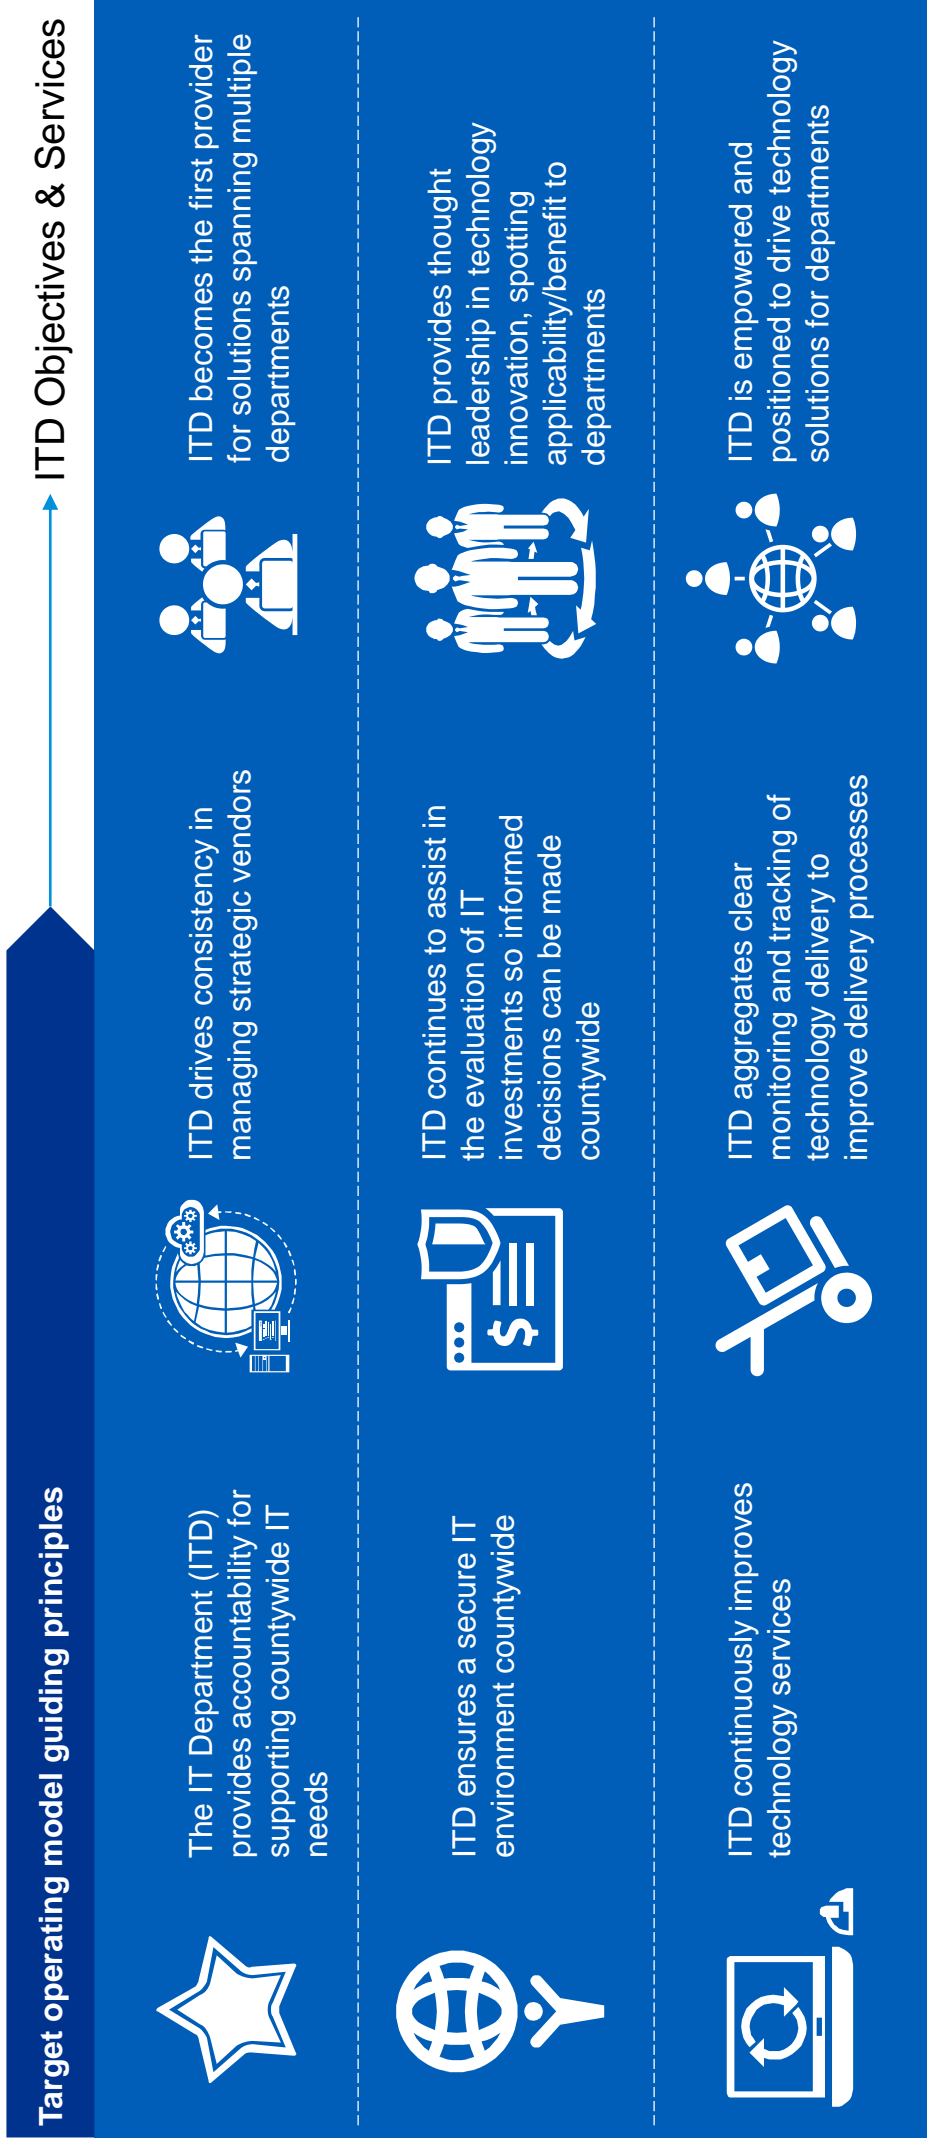 Target operating model guiding principles
ITD Objectives & Services
The IT Department (ITD)
provides accountability for
supporting countywide IT
needs
ITD drives consistency in
managing strategic vendors
ITD becomes the first provider
for solutions spanning multiple
departments
ITD ensures a secure IT
environment countywide
$
ITD continues to assist in
the evaluation of IT
investments so informed
decisions can be made
countywide
ITD provides thought
leadership in technology
innovation, spotting
applicability/benefit to
departments
ITD continuously improves
technology services
ITD aggregates clear
monitoring and tracking of
technology delivery to
improve delivery processes
ITD is empowered and
positioned to drive technology
solutions for departments